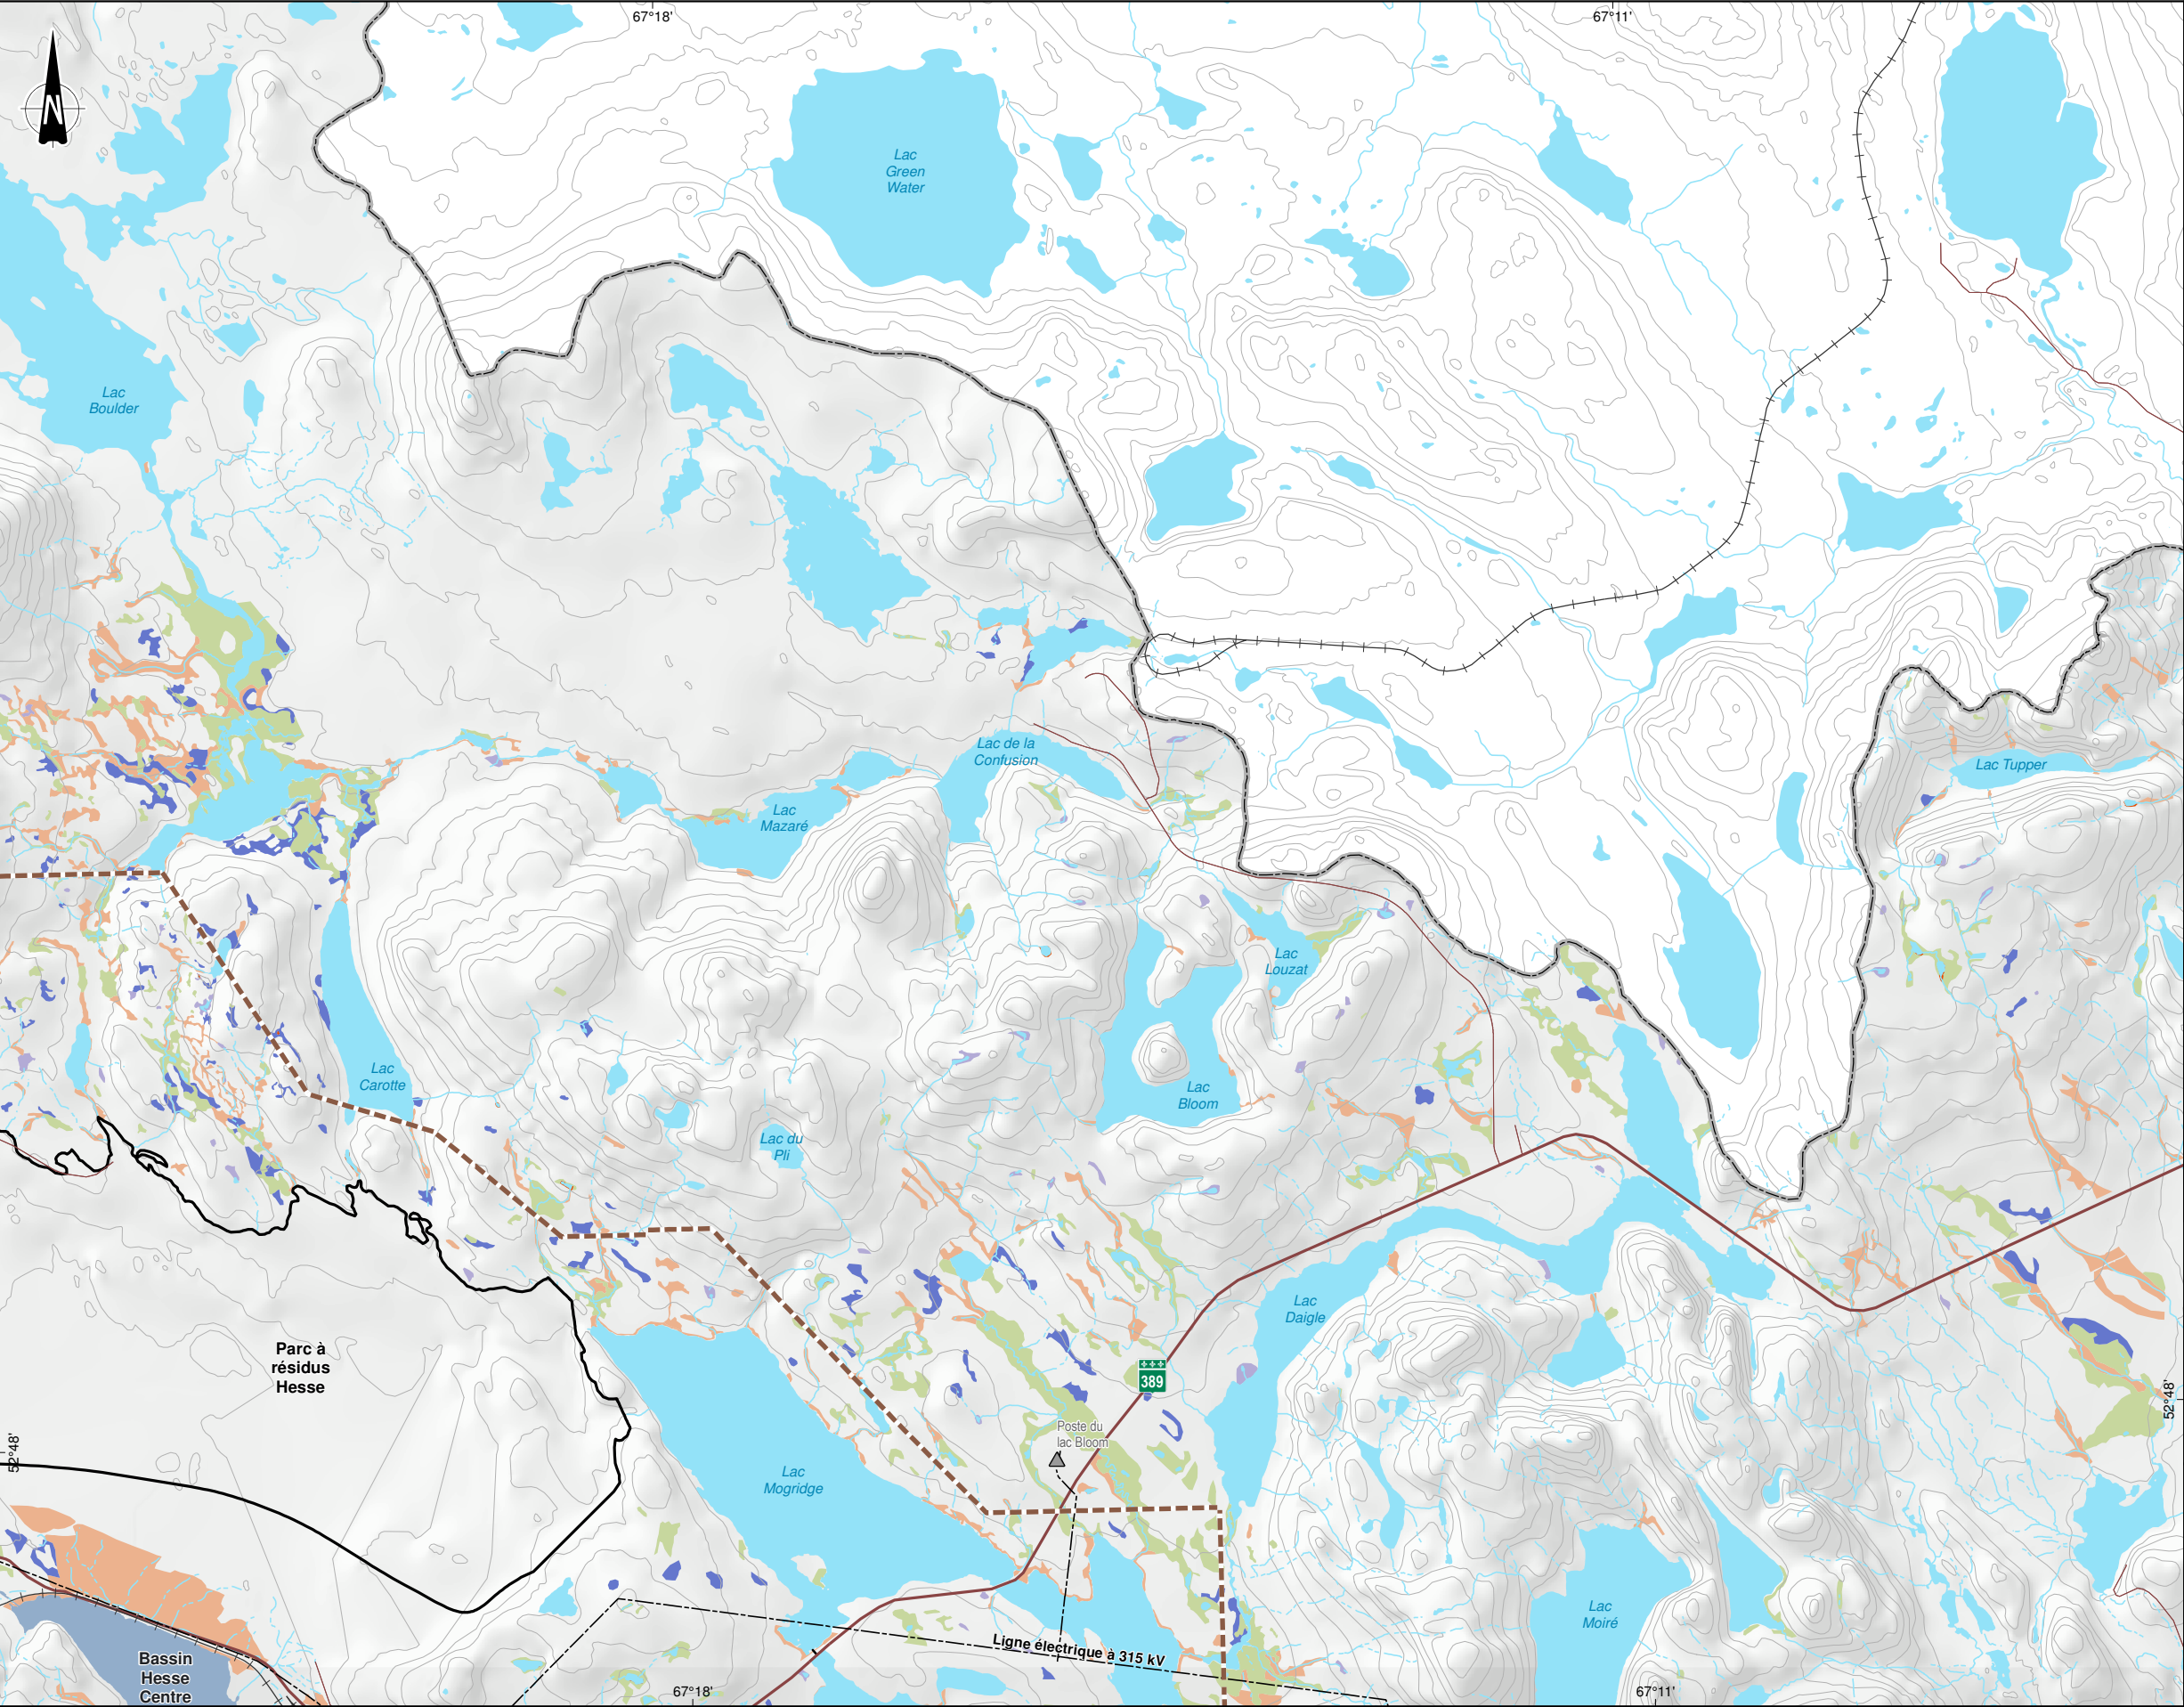 67°18'
67°11'
N
Lac
Green
Water
Lac
Boulder
Lac de la
Confusion
Lac Tupper
Lac
Mazaré
Lac
Louzat
Lac
Carotte
Lac
Bloom
Lac du
Pli
Lac
Daigle
Parc à
résidus
Hesse
389
52°48'
52°48'
Poste du
lac Bloom
Lac
Mogridge
Lac
Moiré
Ligne électrique à 315 kV
Bassin
Hesse
Centre
67°18'
67°11'